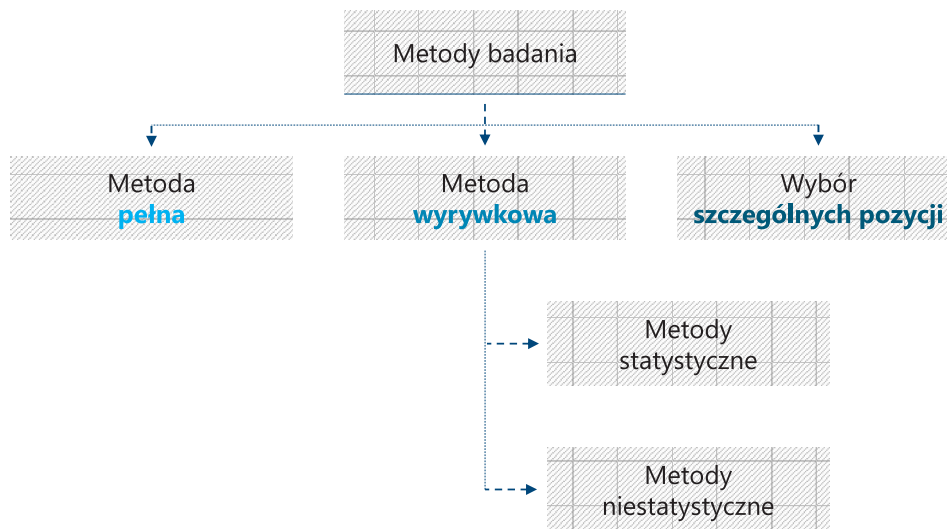 Metody badania
Metoda
pełna
Metoda
wyrywkowa
Wybór
szczególnych pozycji
Metody
statystyczne
Metody
niestatystyczne